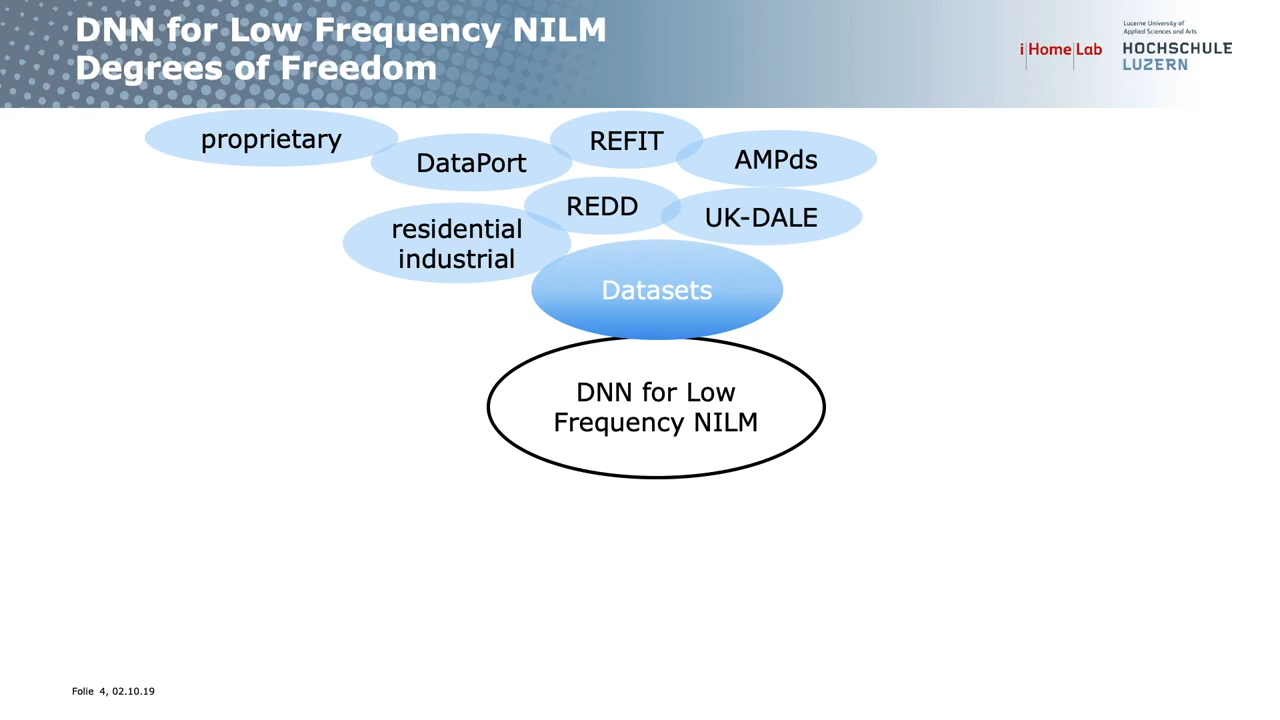 DNN for Low Frequency NILM
Degrees of Freedom
i Home Lab
Lucerne University of
Applied Sciences and Arts
HOCHSCHULE
LUZERN
proprietary
DataPort
REFIT
AMPds
residential
industrial
REDD
UK-DALE
Datasets
DNN for Low
Frequency NILM
Folie 4, 02.10.19